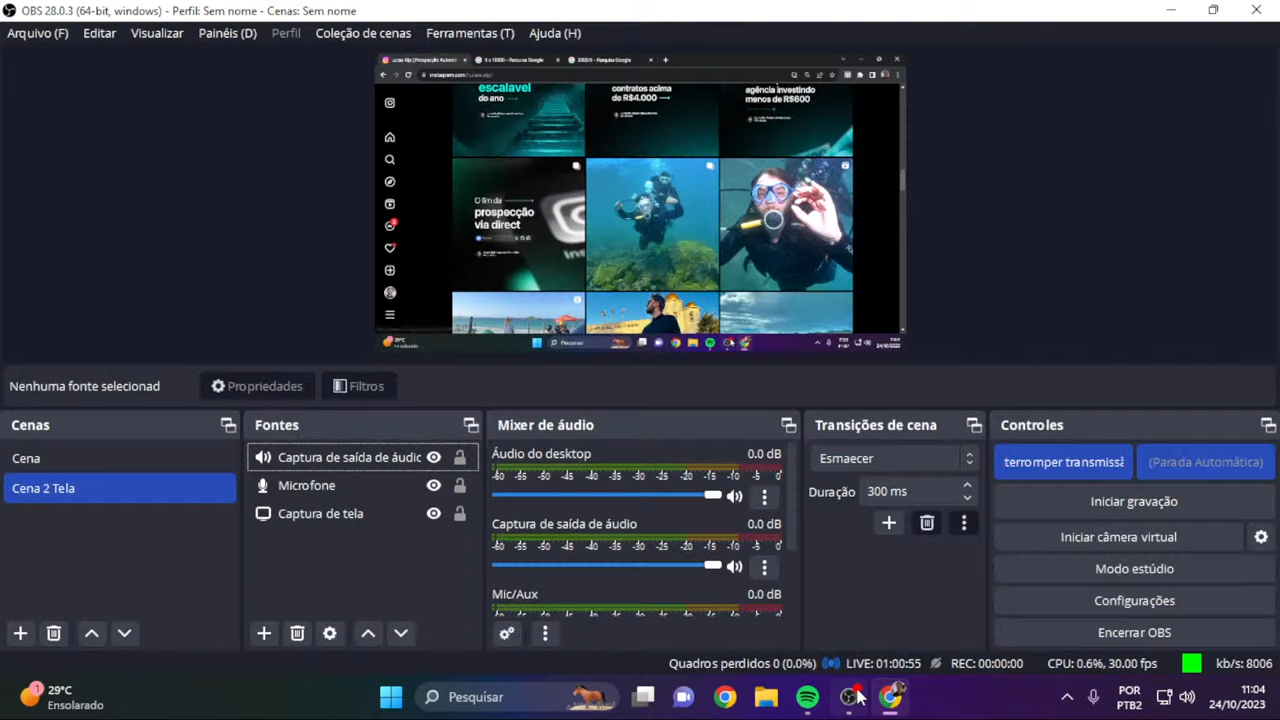 OBS 28.0.3 (64-bit, windows) - Perfil: Sem nome - Cenas: Sem nome
Arquivo (F) Editar Visualizar Painéis (D) Perfil Coleção de cenas Ferramentas (T) Ajuda (H)
escalável
do ano
contratos acima
de R$4.000
agência investindo
menos de R$600
O fim da
prospecção
via direct
Pesquisar
Nenhuma fonte selecionad Propriedades Filtros
Cenas Fontes Mixer de áudio Transições de cena Controles
Cena
Cena 2 Tela
Captura de saída de áudic
Microfone
Captura de tela
Áudio do desktop 0.0 dB
-60 -55 -50 -45 -40 -35 -30 -25 -20 -15 -10 -5 0
Captura de saída de áudio 0.0 dB
-60 -55 -50 -45 -40 -35 -30 -25 -20 -15 -10 -5 0
Mic/Aux 0.0 dB
Esmaecer
Duração 300 ms
terromper transmissã (Parada Automática)
Iniciar gravação
Iniciar câmera virtual
Modo estúdio
Configurações
Encerrar OBS
Quadros perdidos 0 (0.0%) LIVE: 01:00:55 REC: 00:00:00 CPU: 0.6%, 30.00 fps kb/s: 8006
29°C
Ensolarado
Pesquisar
POR
PTB2
11:04
24/10/2023